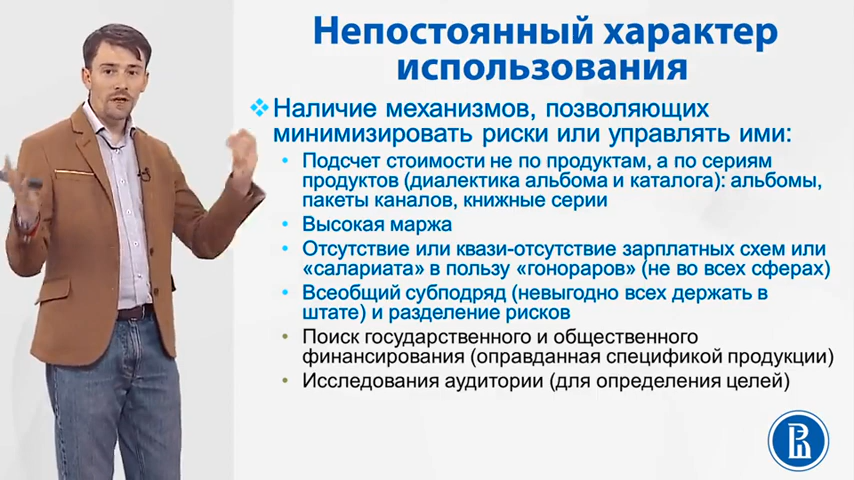 Непостоянный характер
использования
Наличие механизмов, позволяющих
минимизировать риски или управлять ими:
• Подсчет стоимости не по продуктам, а по сериям
продуктов (диалектика альбома и каталога): альбомы,
пакеты каналов, книжные серии
• Высокая маржа
• Отсутствие или квази-отсутствие зарплатных схем или
«салариата» в пользу «гонораров» (не во всех сферах)
• Всеобщий субподряд (невыгодно всех держать в
штате) и разделение рисков
• Поиск государственного и общественного
финансирования (оправданная спецификой продукции)
• Исследования аудитории (для определения целей)